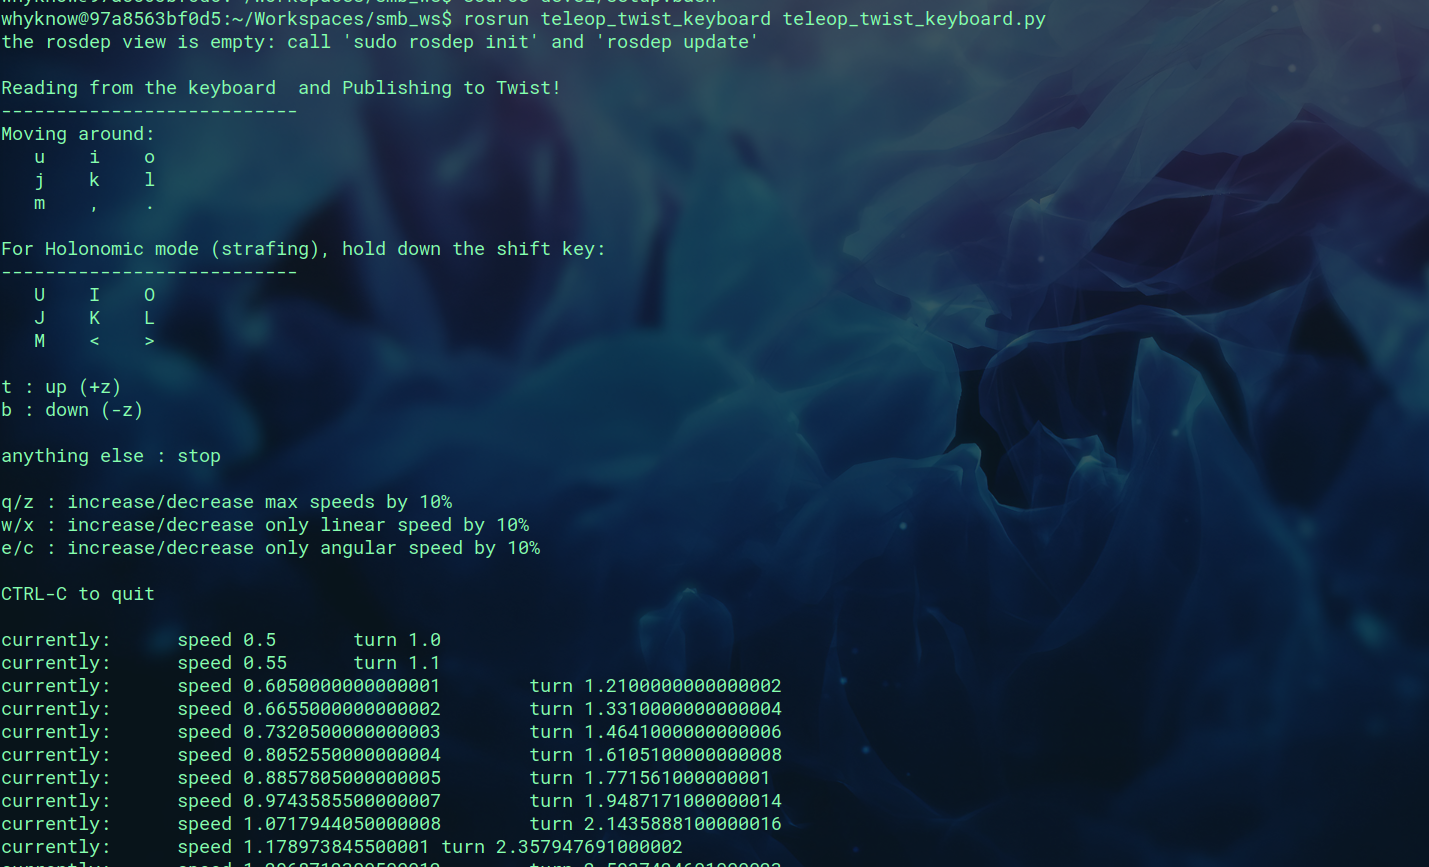 whyknow@97a8563bf0d5:~/Workspaces/smb_ws$ rosrun teleop_twist_keyboard teleop_twist_keyboard.py
the rosdep view is empty: call 'sudo rosdep init' and 'rosdep update'
Reading from the keyboard  and Publishing to Twist!
---------------------------
Moving around:
   u    i    o
   j    k    l
   m    ,    .
For Holonomic mode (strafing), hold down the shift key:
---------------------------
   U    I    O
   J    K    L
   M    <    >
t : up (+z)
b : down (-z)
anything else : stop
q/z : increase/decrease max speeds by 10%
w/x : increase/decrease only linear speed by 10%
e/c : increase/decrease only angular speed by 10%
CTRL-C to quit
currently:      speed 0.5       turn 1.0
currently:      speed 0.55      turn 1.1
currently:      speed 0.6050000000000001        turn 1.2100000000000002
currently:      speed 0.6655000000000002        turn 1.3310000000000004
currently:      speed 0.7320500000000003        turn 1.4641000000000006
currently:      speed 0.8052550000000004        turn 1.6105100000000008
currently:      speed 0.8857805000000005        turn 1.771561000000001
currently:      speed 0.9743585500000007        turn 1.9487171000000014
currently:      speed 1.0717944050000008        turn 2.1435888100000016
currently:      speed 1.178973845500001 turn 2.357947691000002
currently:      speed